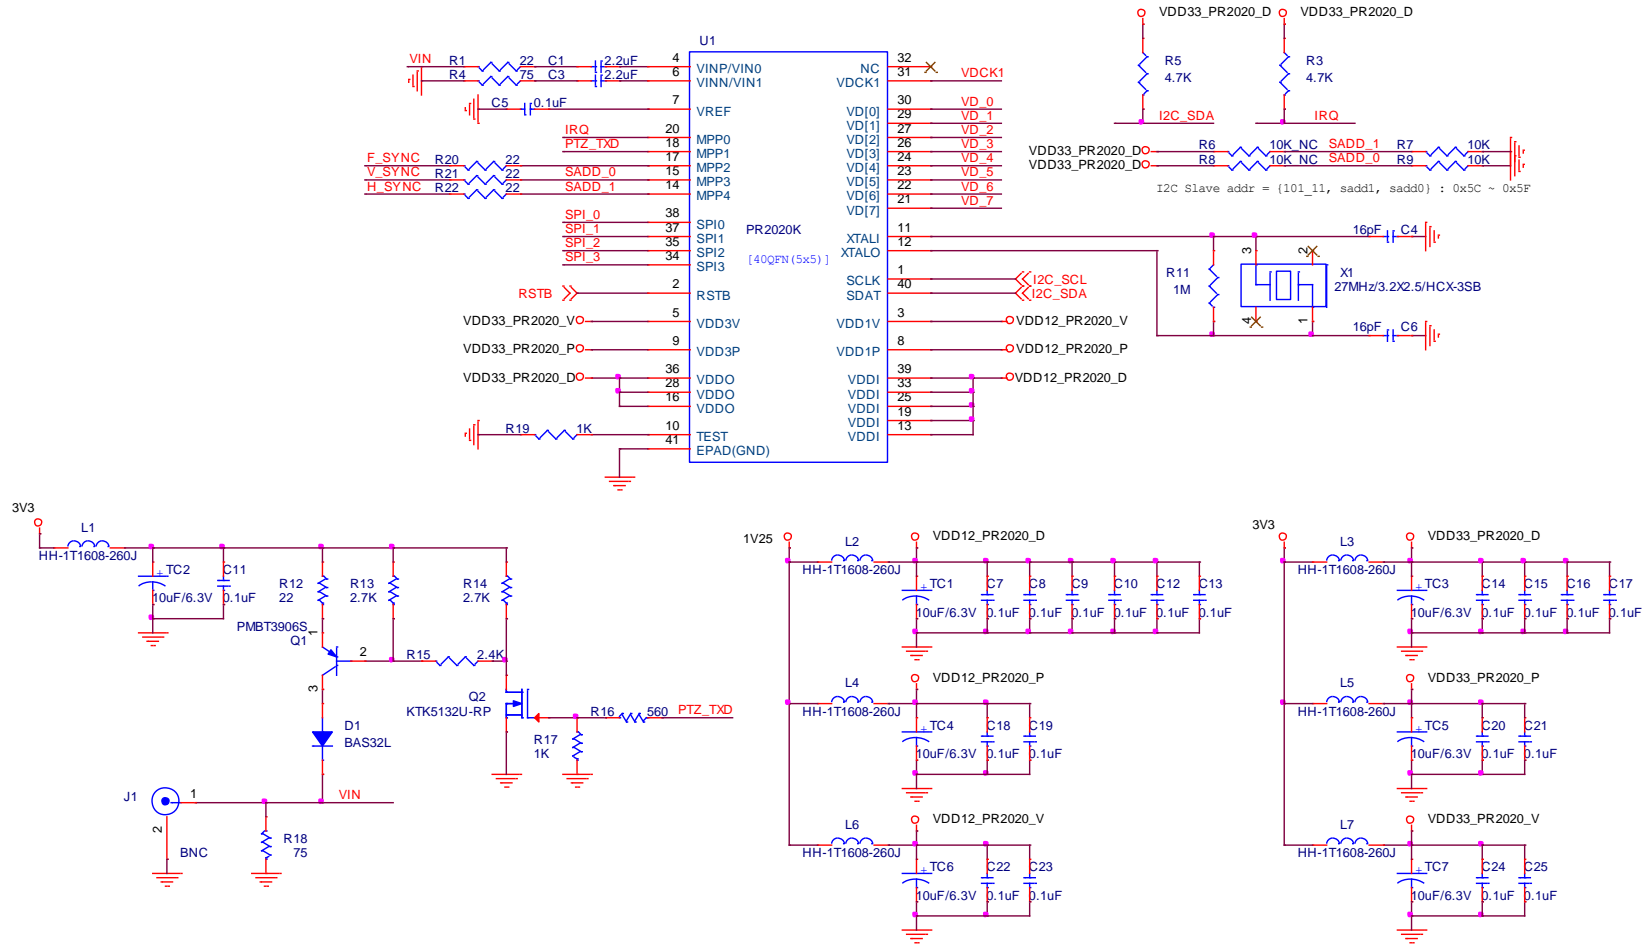 VDD33_PR2020_D VDD33_PR2020_D
R5 4.7K
R3 4.7K
I2C_SDA IRQ
VDD33_PR2020_D R6 10K_NC SADD_1 R7 10K
VDD33_PR2020_D R8 10K_NC SADD_0 R9 10K
I2C Slave addr = {101_11, sadd1, sadd0} : 0x5C ~ 0x5F
U1
PR2020K
[40QFN(5x5)]
VIN R1 22 C1 2.2uF 4 VINP/VIN0
R4 75 C3 2.2uF 6 VINN/VIN1
C5 0.1uF 7 VREF
IRQ 20 MPP0
PTZ_TXD 18 MPP1
F_SYNC R20 22 17 MPP2
V_SYNC R21 22 SADD_0 15 MPP3
H_SYNC R22 22 SADD_1 14 MPP4
SPI_0 38 SPI0
SPI_1 37 SPI1
SPI_2 35 SPI2
SPI_3 34 SPI3
RSTB 2 RSTB
VDD33_PR2020_V 5 VDD3V
VDD33_PR2020_P 9 VDD3P
VDD33_PR2020_D 36 VDDO
28 VDDO
16 VDDO
R19 1K 10 TEST
41 EPAD(GND)
NC 32
VDCK1 31 VDCK1
VD[0] 30 VD_0
VD[1] 29 VD_1
VD[2] 27 VD_2
VD[3] 26 VD_3
VD[4] 24 VD_4
VD[5] 23 VD_5
VD[6] 22 VD_6
VD[7] 21 VD_7
XTALI 11
XTALO 12
SCLK 1 I2C_SCL
SDAT 40 I2C_SDA
VDD1V 3 VDD12_PR2020_V
VDD1P 8 VDD12_PR2020_P
VDDI 39 VDD12_PR2020_D
VDDI 33
VDDI 25
VDDI 19
VDDI 13
16pF C4
R11
1M
3 2
4 1
X1
27MHz/3.2X2.5/HCX-3SB
16pF C6
3V3
L1
HH-1T1608-260J
TC2
10uF/6.3V
C11
0.1uF
R12
22
R13
2.7K
R14
2.7K
PMBT3906S
Q1
1
2
3
R15 2.4K
Q2
KTK5132U-RP
R16 560 PTZ_TXD
R17
1K
D1
BAS32L
J1 1 VIN
2
BNC
R18
75
1V25
L2
HH-1T1608-260J
VDD12_PR2020_D
TC1 C7 C8 C9 C10 C12 C13
10uF/6.3V 0.1uF 0.1uF 0.1uF 0.1uF 0.1uF 0.1uF
L4
HH-1T1608-260J
VDD12_PR2020_P
TC4 C18 C19
10uF/6.3V 0.1uF 0.1uF
L6
HH-1T1608-260J
VDD12_PR2020_V
TC6 C22 C23
10uF/6.3V 0.1uF 0.1uF
3V3
L3
HH-1T1608-260J
VDD33_PR2020_D
TC3 C14 C15 C16 C17
10uF/6.3V 0.1uF 0.1uF 0.1uF 0.1uF
L5
HH-1T1608-260J
VDD33_PR2020_P
TC5 C20 C21
10uF/6.3V 0.1uF 0.1uF
L7
HH-1T1608-260J
VDD33_PR2020_V
TC7 C24 C25
10uF/6.3V 0.1uF 0.1uF